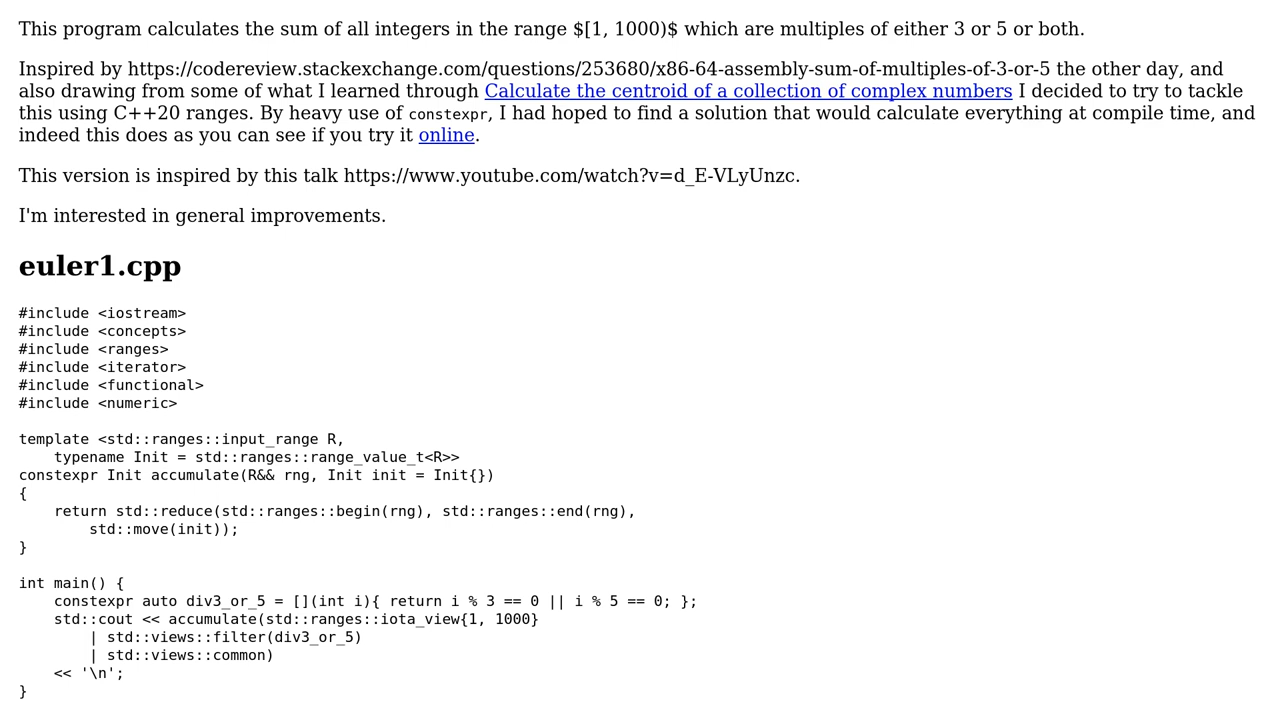 This program calculates the sum of all integers in the range $[1, 1000)$ which are multiples of either 3 or 5 or both.
Inspired by https://codereview.stackexchange.com/questions/253680/x86-64-assembly-sum-of-multiples-of-3-or-5 the other day, and
also drawing from some of what I learned through Calculate the centroid of a collection of complex numbers I decided to try to tackle
this using C++20 ranges. By heavy use of constexpr, I had hoped to find a solution that would calculate everything at compile time, and
indeed this does as you can see if you try it online.
This version is inspired by this talk https://www.youtube.com/watch?v=d_E-VLyUnzc.
I'm interested in general improvements.
euler1.cpp
#include <iostream>
#include <concepts>
#include <ranges>
#include <iterator>
#include <functional>
#include <numeric>
template <std::ranges::input_range R,
    typename Init = std::ranges::range_value_t<R>>
constexpr Init accumulate(R&& rng, Init init = Init{})
{
    return std::reduce(std::ranges::begin(rng), std::ranges::end(rng),
        std::move(init));
}
int main() {
    constexpr auto div3_or_5 = [](int i){ return i % 3 == 0 || i % 5 == 0; };
    std::cout << accumulate(std::ranges::iota_view{1, 1000}
        | std::views::filter(div3_or_5)
        | std::views::common)
    << '\n';
}